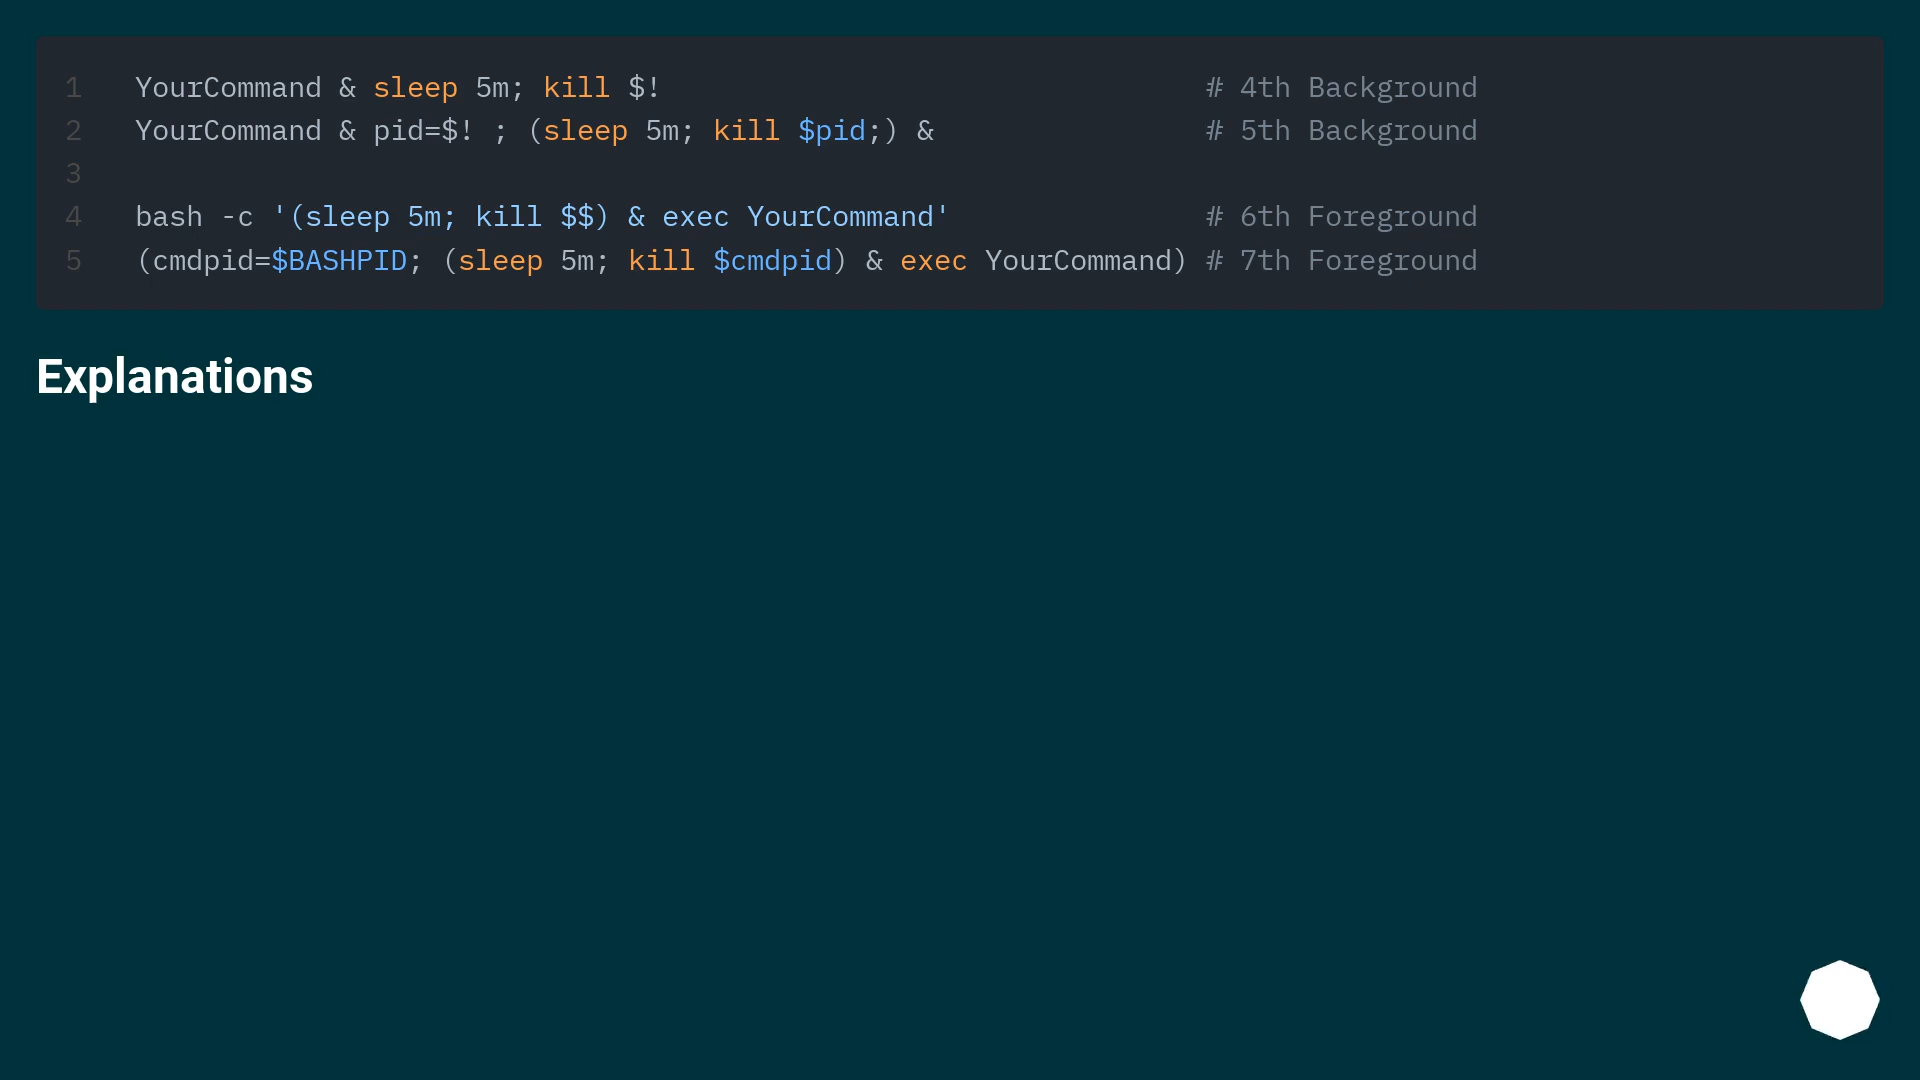 1 YourCommand & sleep 5m; kill $! # 4th Background
2 YourCommand & pid=$! ; (sleep 5m; kill $pid;) & # 5th Background
3
4 bash -c '(sleep 5m; kill $$) & exec YourCommand' # 6th Foreground
5 (cmdpid=$BASHPID; (sleep 5m; kill $cmdpid) & exec YourCommand) # 7th Foreground
Explanations